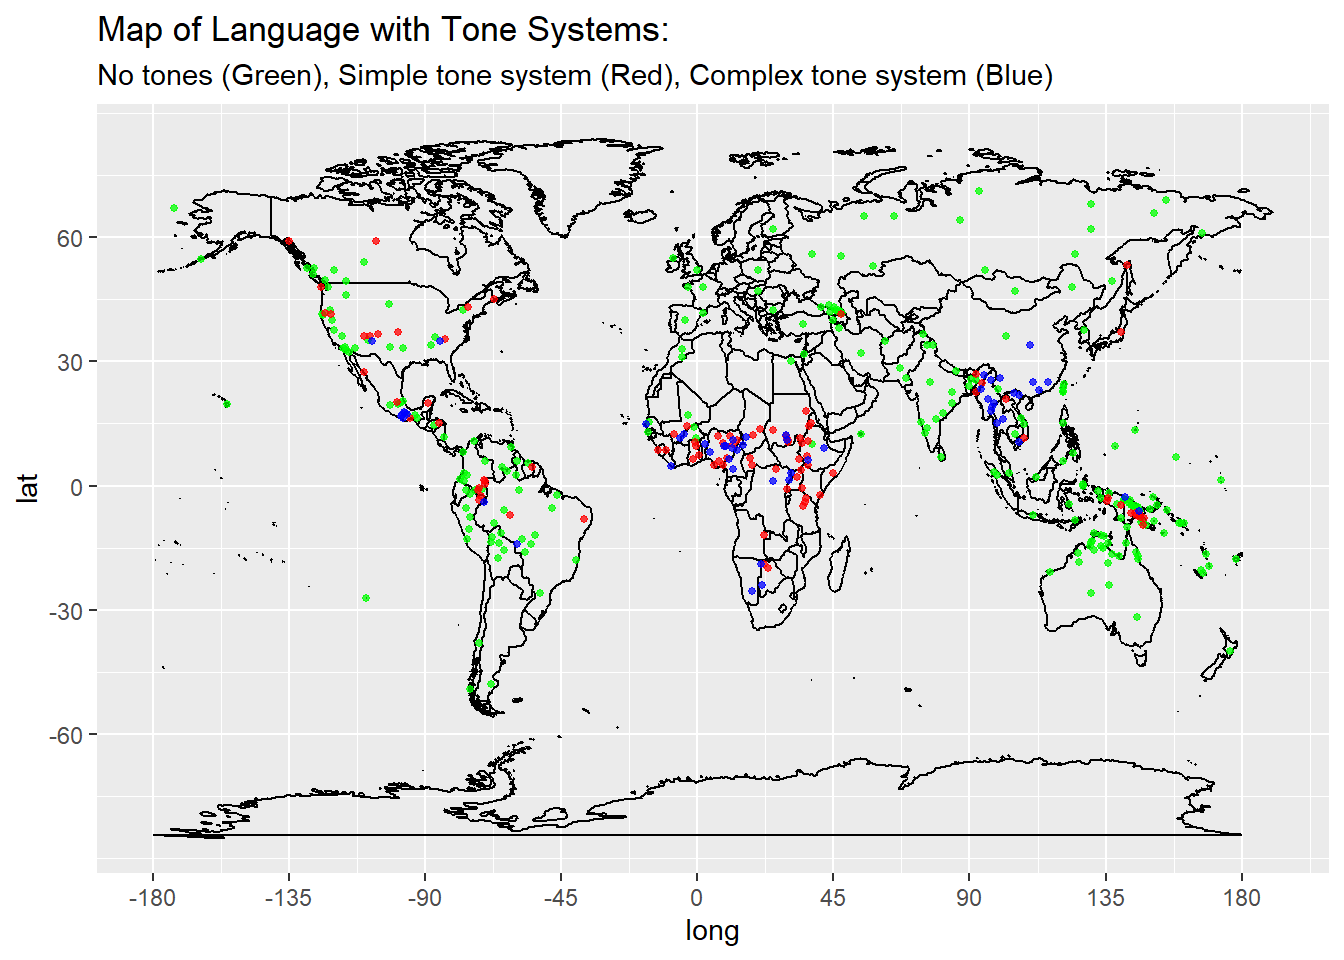 Map of Language with Tone Systems:
No tones (Green), Simple tone system (Red), Complex tone system (Blue)
60
30
0
-30
-60
lat
-180 -135 -90 -45 0 45 90 135 180
long